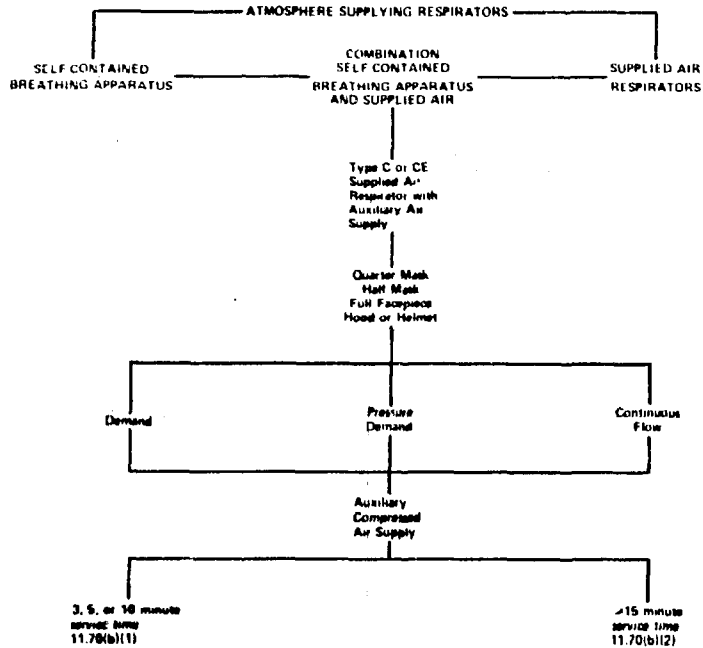 ATMOSPHERE SUPPLYING RESPIRATORS
SELF CONTAINED
BREATHING APPARATUS
COMBINATION
SELF CONTAINED
BREATHING APPARATUS
AND SUPPLIED AIR
SUPPLIED AIR
RESPIRATORS
Type C or CE
Supplied Air
Respirator with
Auxiliary Air
Supply
Quarter Mask
Half Mask
Full Facepiece
Hood or Helmet
Demand
Pressure
Demand
Continuous
Flow
Auxiliary
Compressed
Air Supply
3, 5, or 10 minute
service time
11.70(b)(1)
>15 minute
service time
11.70(b)(2)